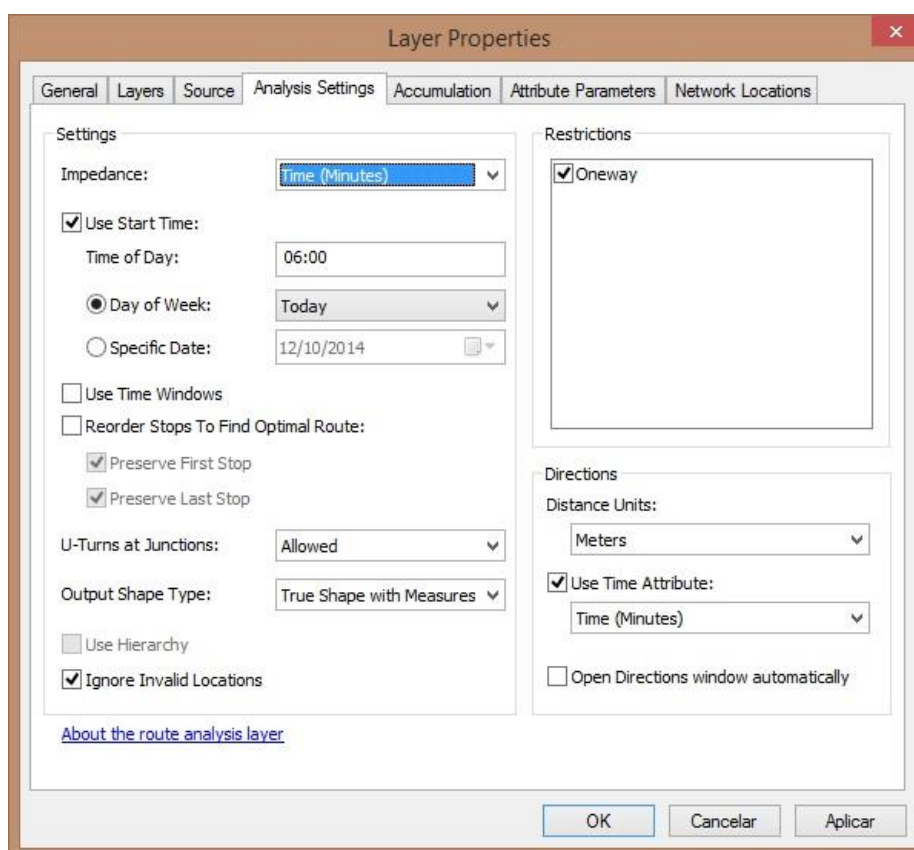 Layer Properties
General Layers Source Analysis Settings Accumulation Attribute Parameters Network Locations
Settings
Impedance: Time (Minutes)
Use Start Time:
Time of Day: 06:00
Day of Week: Today
Specific Date: 12/10/2014
Use Time Windows
Reorder Stops To Find Optimal Route:
Preserve First Stop
Preserve Last Stop
U-Turns at Junctions: Allowed
Output Shape Type: True Shape with Measures
Use Hierarchy
Ignore Invalid Locations
About the route analysis layer
Restrictions
Oneway
Directions
Distance Units:
Meters
Use Time Attribute:
Time (Minutes)
Open Directions window automatically
OK Cancelar Aplicar